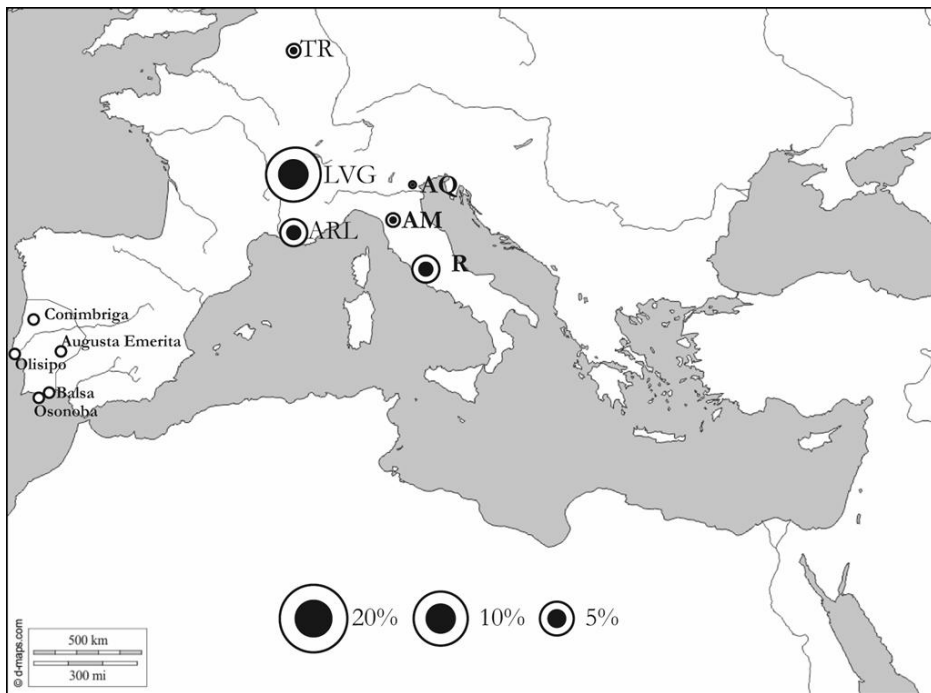 TR
LVG
AQ
AM
ARL
R
Conimbriga
Augusta Emerita
Olisipo
Balsa
Osonoba
20%
10%
5%
500 km
300 mi
© d-maps.com